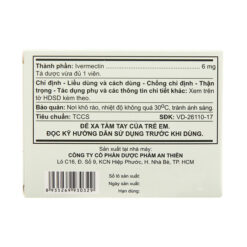 Thành phần: Ivermectin 6 mg
Tá dược vừa đủ 1 viên.
Chỉ định - Liều dùng và cách dùng - Chống chỉ định - Thận
trọng - Tác dụng phụ và các thông tin chi tiết khác: Xem trên
tờ HDSD kèm theo.
Bảo quản: Nơi khô ráo, nhiệt độ không quá 30°C, tránh ánh sáng.
Tiêu chuẩn: TCCS SĐK: VD-26110-17
ĐỂ XA TẦM TAY CỦA TRẺ EM.
ĐỌC KỸ HƯỚNG DẪN SỬ DỤNG TRƯỚC KHI DÙNG.
Sản xuất tại nhà máy:
CÔNG TY CỔ PHẦN DƯỢC PHẨM AN THIÊN
Lô C16, Đ. Số 9, KCN Hiệp Phước, H. Nhà Bè, TP. HCM
Số lô sản xuất:
Ngày sản xuất:
Hạn dùng:
8 935269 930329